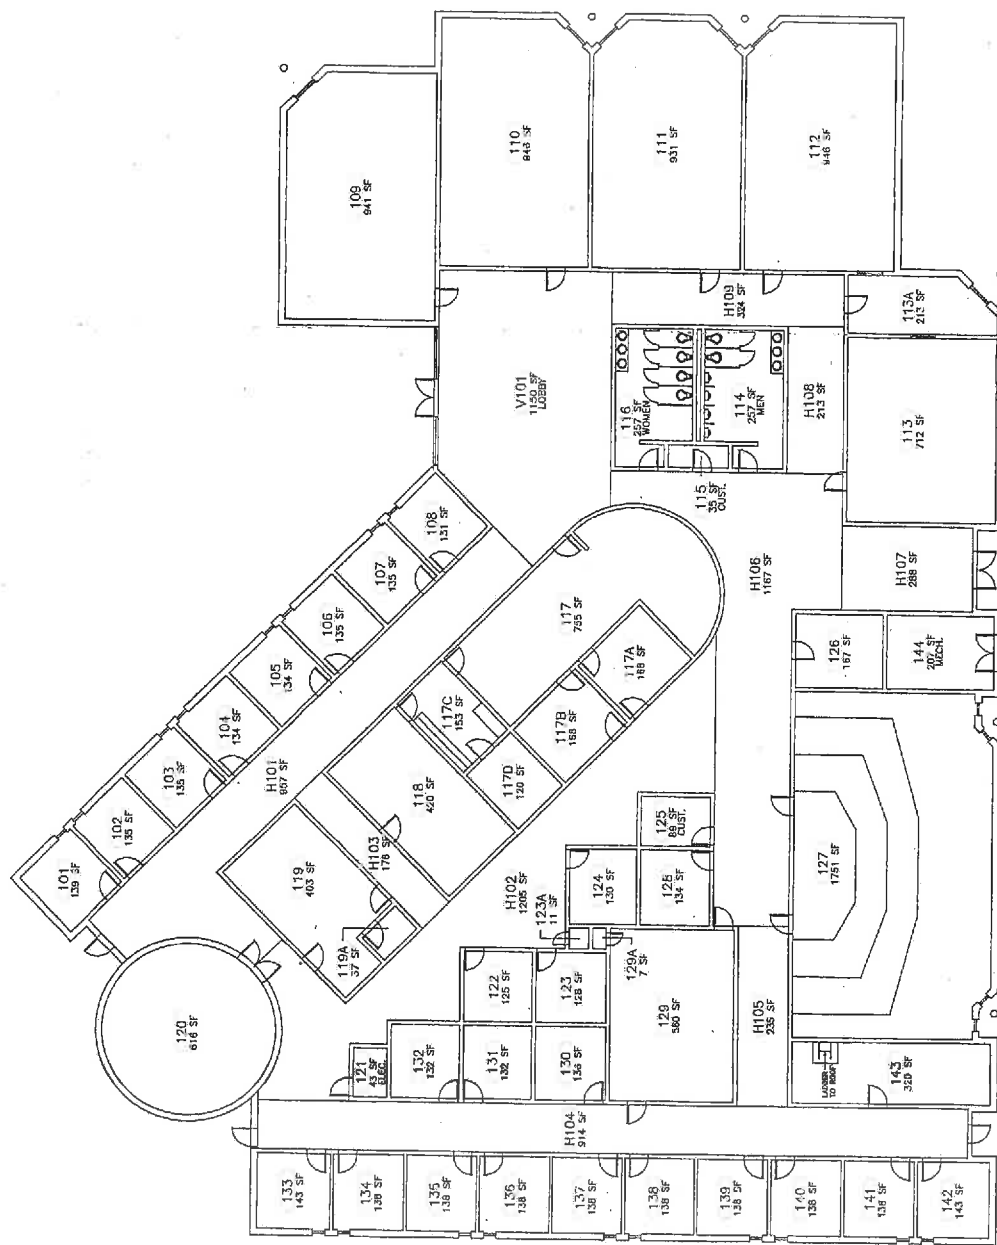 109
941 SF
110
846 SF
111
931 SF
112
946 SF
113A
213 SF
H109
324 SF
V101
1150 SF
LOBBY
116
257 SF
WOMEN
114
257 SF
MEN
H108
213 SF
113
712 SF
115
35 SF
CUST.
H106
1167 SF
H107
288 SF
108
131 SF
107
135 SF
106
135 SF
105
134 SF
104
134 SF
103
135 SF
102
135 SF
101
139 SF
H101
957 SF
117
755 SF
117A
168 SF
117B
168 SF
117C
153 SF
117D
120 SF
118
420 SF
H103
178 SF
119
403 SF
119A
37 SF
120
616 SF
126
167 SF
144
207 SF
MECH.
127
1751 SF
125
89 SF
CUST.
128
134 SF
124
130 SF
H102
1205 SF
123A
11 SF
129A
7 SF
122
125 SF
123
128 SF
129
580 SF
H105
235 SF
121
43 SF
ELEC.
132
132 SF
131
132 SF
130
136 SF
LADDER
TO ROOF
143
320 SF
H104
914 SF
133
143 SF
134
138 SF
135
138 SF
136
138 SF
137
138 SF
138
138 SF
139
138 SF
140
138 SF
141
138 SF
142
143 SF